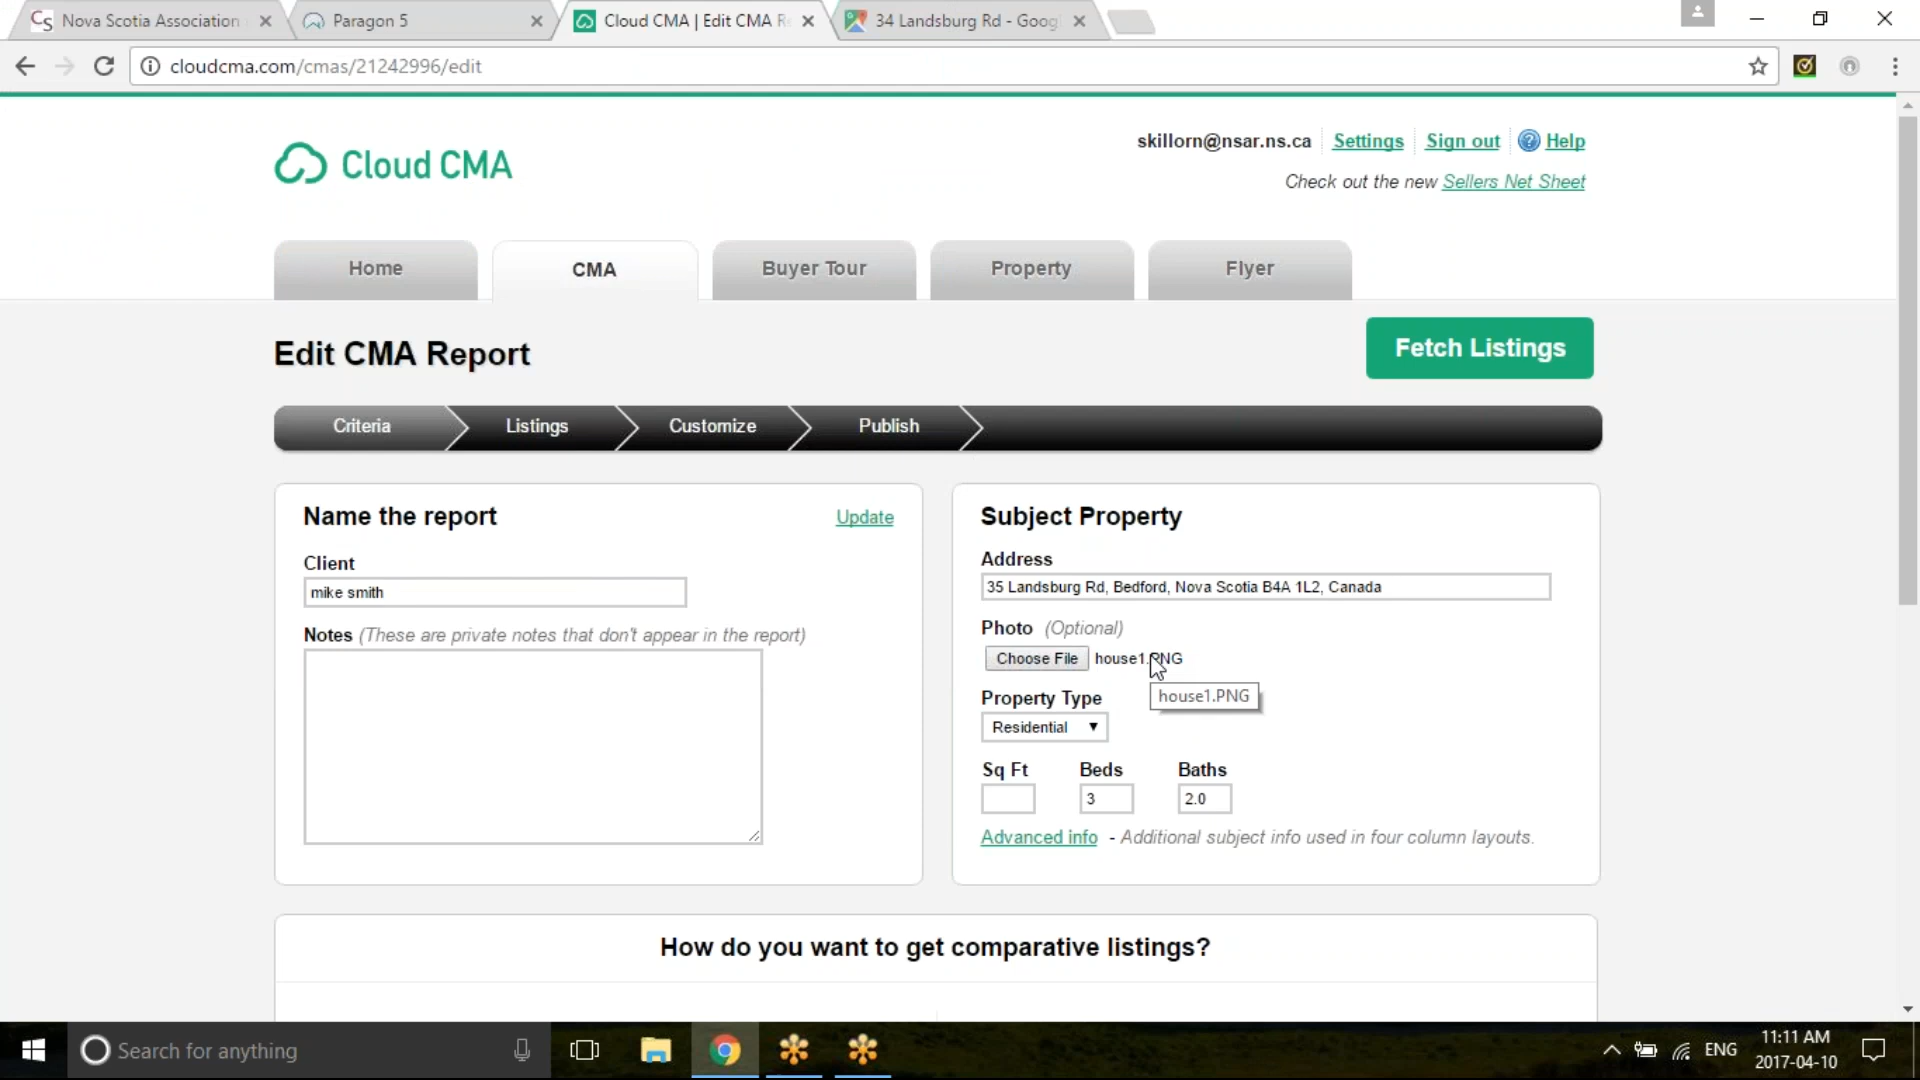 Nova Scotia Association
Paragon 5
Cloud CMA | Edit CMA R
34 Landsburg Rd - Goog
cloudcma.com/cmas/21242996/edit
skillorn@nsar.ns.ca Settings Sign out Help
Check out the new Sellers Net Sheet
Cloud CMA
Home CMA Buyer Tour Property Flyer
Edit CMA Report
Fetch Listings
Criteria Listings Customize Publish
Name the report
Update
Client
mike smith
Notes (These are private notes that don't appear in the report)
Subject Property
Address
35 Landsburg Rd, Bedford, Nova Scotia B4A 1L2, Canada
Photo (Optional)
Choose File house1.PNG
house1.PNG
Property Type
Residential
Sq Ft Beds Baths
3 2.0
Advanced info - Additional subject info used in four column layouts.
How do you want to get comparative listings?
Search for anything
ENG
11:11 AM
2017-04-10